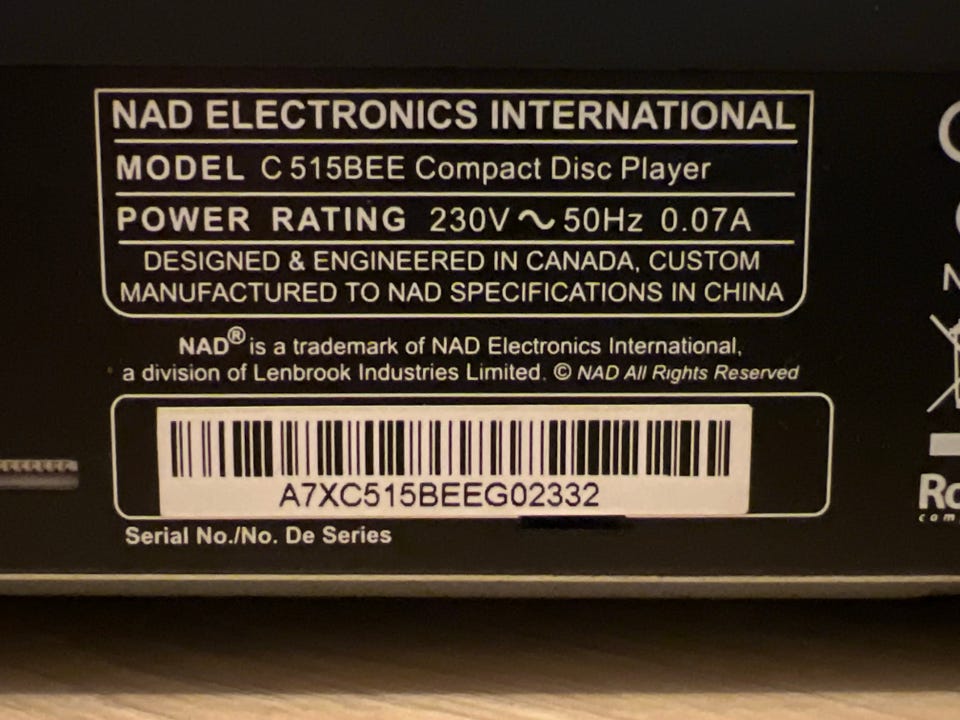 NAD ELECTRONICS INTERNATIONAL
MODEL C 515BEE Compact Disc Player
POWER RATING 230V ~ 50Hz 0.07A
DESIGNED & ENGINEERED IN CANADA, CUSTOM
MANUFACTURED TO NAD SPECIFICATIONS IN CHINA
NAD® is a trademark of NAD Electronics International,
a division of Lenbrook Industries Limited. © NAD All Rights Reserved
A7XC515BEEG02332
Serial No./No. De Series